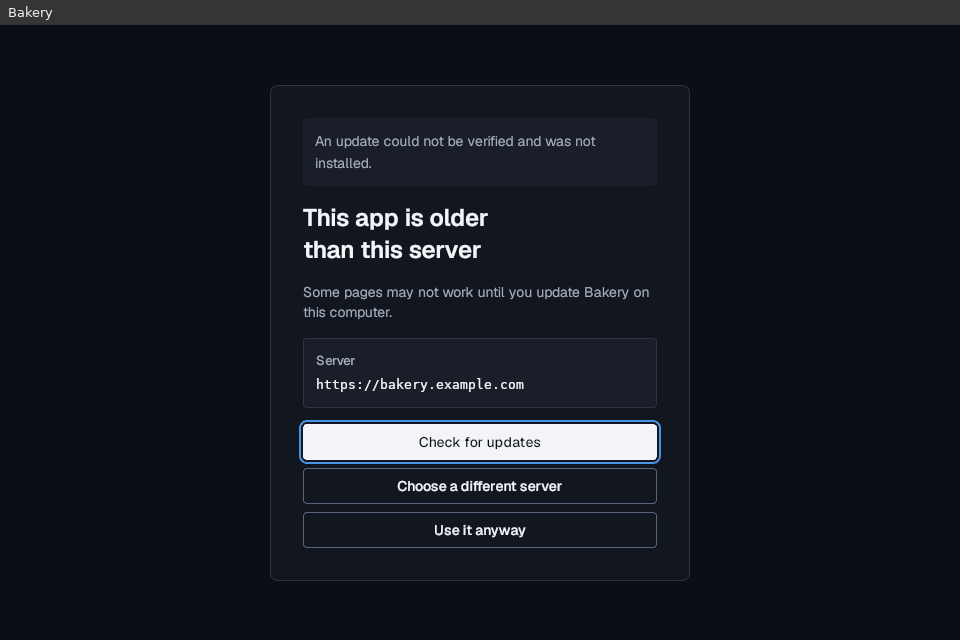 Bakery
An update could not be verified and was not
installed.
This app is older
than this server
Some pages may not work until you update Bakery on
this computer.
Server
https://bakery.example.com
Check for updates
Choose a different server
Use it anyway